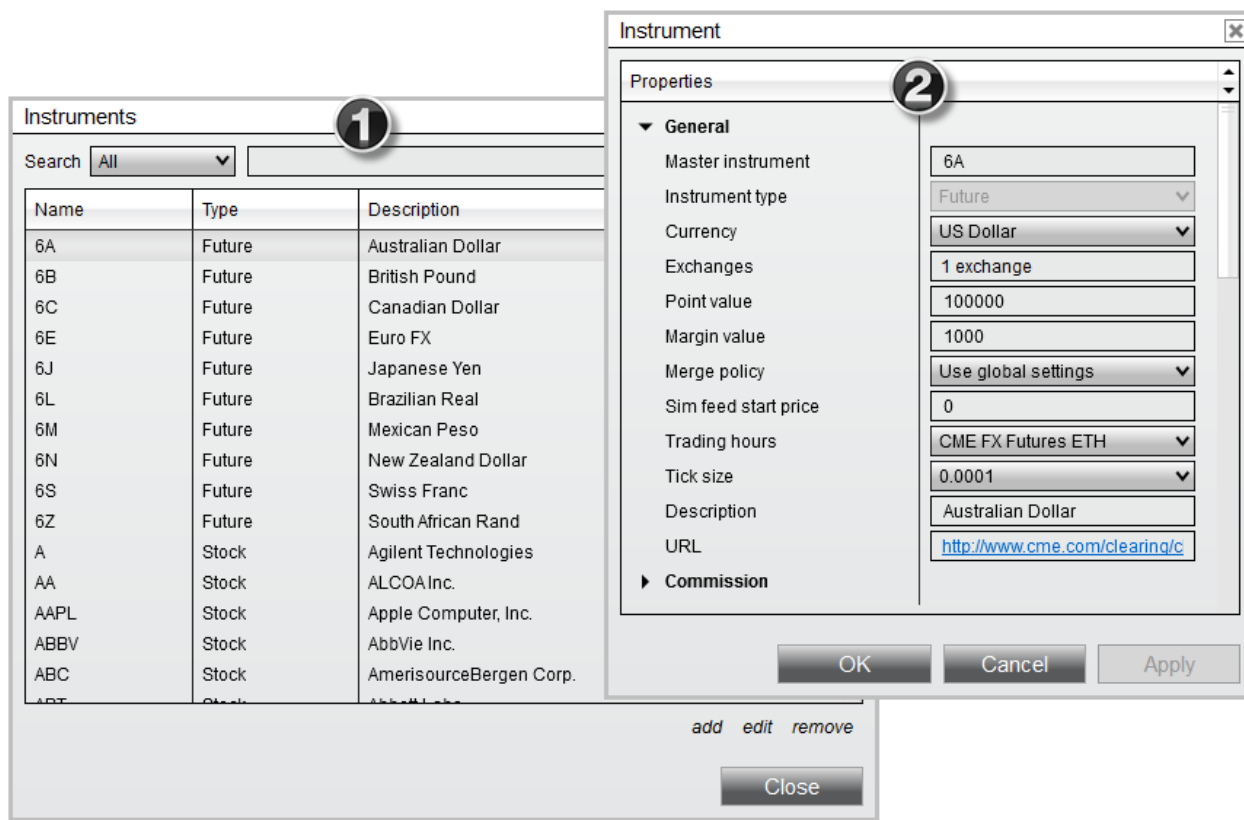 Instruments
1
Search All
Name Type Description
6A Future Australian Dollar
6B Future British Pound
6C Future Canadian Dollar
6E Future Euro FX
6J Future Japanese Yen
6L Future Brazilian Real
6M Future Mexican Peso
6N Future New Zealand Dollar
6S Future Swiss Franc
6Z Future South African Rand
A Stock Agilent Technologies
AA Stock ALCOA Inc.
AAPL Stock Apple Computer, Inc.
ABBV Stock AbbVie Inc.
ABC Stock AmerisourceBergen Corp.
add edit remove
Close
Instrument
Properties
2
General
Master instrument 6A
Instrument type Future
Currency US Dollar
Exchanges 1 exchange
Point value 100000
Margin value 1000
Merge policy Use global settings
Sim feed start price 0
Trading hours CME FX Futures ETH
Tick size 0.0001
Description Australian Dollar
URL http://www.cme.com/clearing/c
Commission
OK Cancel Apply